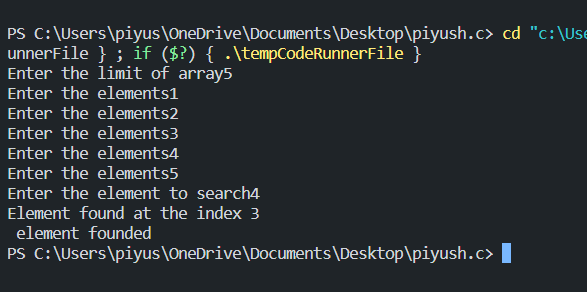 PS C:\Users\piyus\OneDrive\Documents\Desktop\piyush.c> cd "c:\Use
unnerFile } ; if ($?) { .\tempCodeRunnerFile }
Enter the limit of array5
Enter the elements1
Enter the elements2
Enter the elements3
Enter the elements4
Enter the elements5
Enter the element to search4
Element found at the index 3
 element founded
PS C:\Users\piyus\OneDrive\Documents\Desktop\piyush.c>